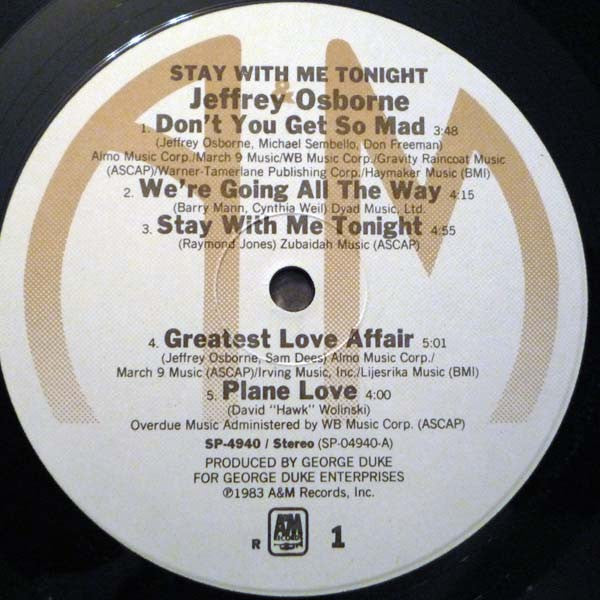 STAY WITH ME TONIGHT
&
Jeffrey Osborne
1. Don't You Get So Mad 3:48
(Jeffrey Osborne, Michael Sembello, Don Freeman)
Almo Music Corp./March 9 Music/WB Music Corp./Gravity Raincoat Music
(ASCAP)/Warner-Tamerlane Publishing Corp./Haymaker Music (BMI)
2. We're Going All The Way 4:15
(Barry Mann, Cynthia Weil) Dyad Music, Ltd.
3. Stay With Me Tonight 4:55
(Raymond Jones) Zubaidah Music (ASCAP)
4. Greatest Love Affair 5:01
(Jeffrey Osborne, Sam Dees) Almo Music Corp./
March 9 Music (ASCAP)/Irving Music, Inc./Lijesrika Music (BMI)
5. Plane Love 4:00
(David "Hawk" Wolinski)
Overdue Music Administered by WB Music Corp. (ASCAP)
SP-4940 / Stereo (SP-04940-A)
PRODUCED BY GEORGE DUKE
FOR GEORGE DUKE ENTERPRISES
℗1983 A&M Records, Inc.
R A&M RECORDS 1